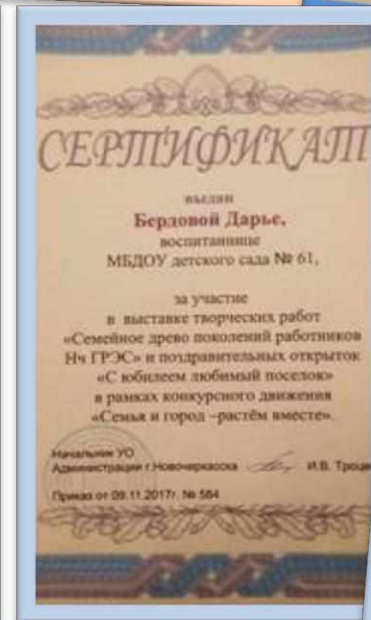 СЕРТИФИКАТ
выдан
Бердовой Дарье,
воспитаннице
МБДОУ детского сада № 61,
за участие
в выставке творческих работ
«Семейное древо поколений работников
Нч ГРЭС» и поздравительных открыток
«С юбилеем любимый поселок»
в рамках конкурсного движения
«Семья и город –растём вместе».
Начальник УО
Администрации г.Новочеркасска И.В.
Приказ от 09.11.2017г. № 584